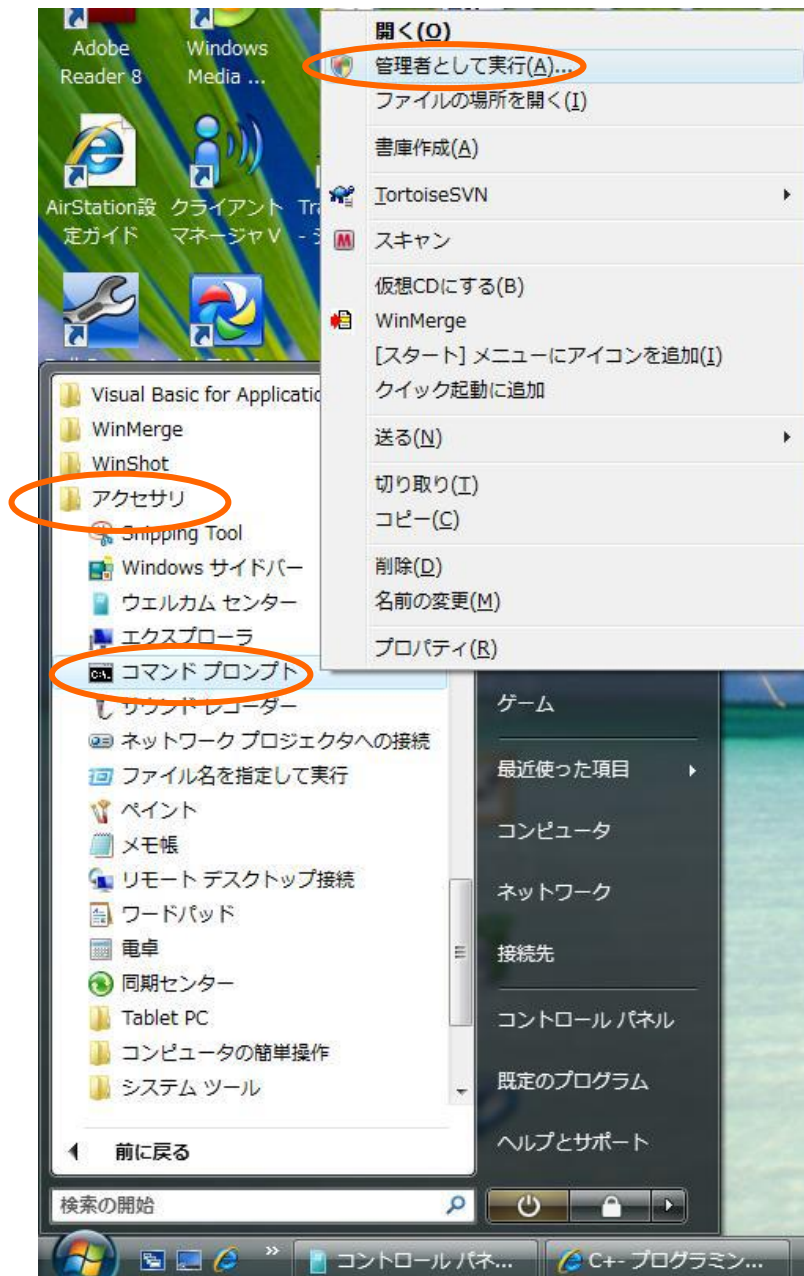 Adobe
Reader 8
Windows
Media ...
AirStation設
定ガイド
クライアント
マネージャV
開く(O)
管理者として実行(A)...
ファイルの場所を開く(I)
書庫作成(A)
TortoiseSVN
スキャン
仮想CDにする(B)
WinMerge
[スタート] メニューにアイコンを追加(I)
クイック起動に追加
送る(N)
切り取り(T)
コピー(C)
削除(D)
名前の変更(M)
プロパティ(R)
Visual Basic for Applicatio
WinMerge
WinShot
アクセサリ
Snipping Tool
Windows サイドバー
ウェルカム センター
エクスプローラ
コマンド プロンプト
サウンド レコーダー
ネットワーク プロジェクタへの接続
ファイル名を指定して実行
ペイント
メモ帳
リモート デスクトップ接続
ワードパッド
電卓
同期センター
Tablet PC
コンピュータの簡単操作
システム ツール
前に戻る
検索の開始
ゲーム
最近使った項目
コンピュータ
ネットワーク
接続先
コントロール パネル
既定のプログラム
ヘルプとサポート
コントロール パネ...
C+- プログラミン...